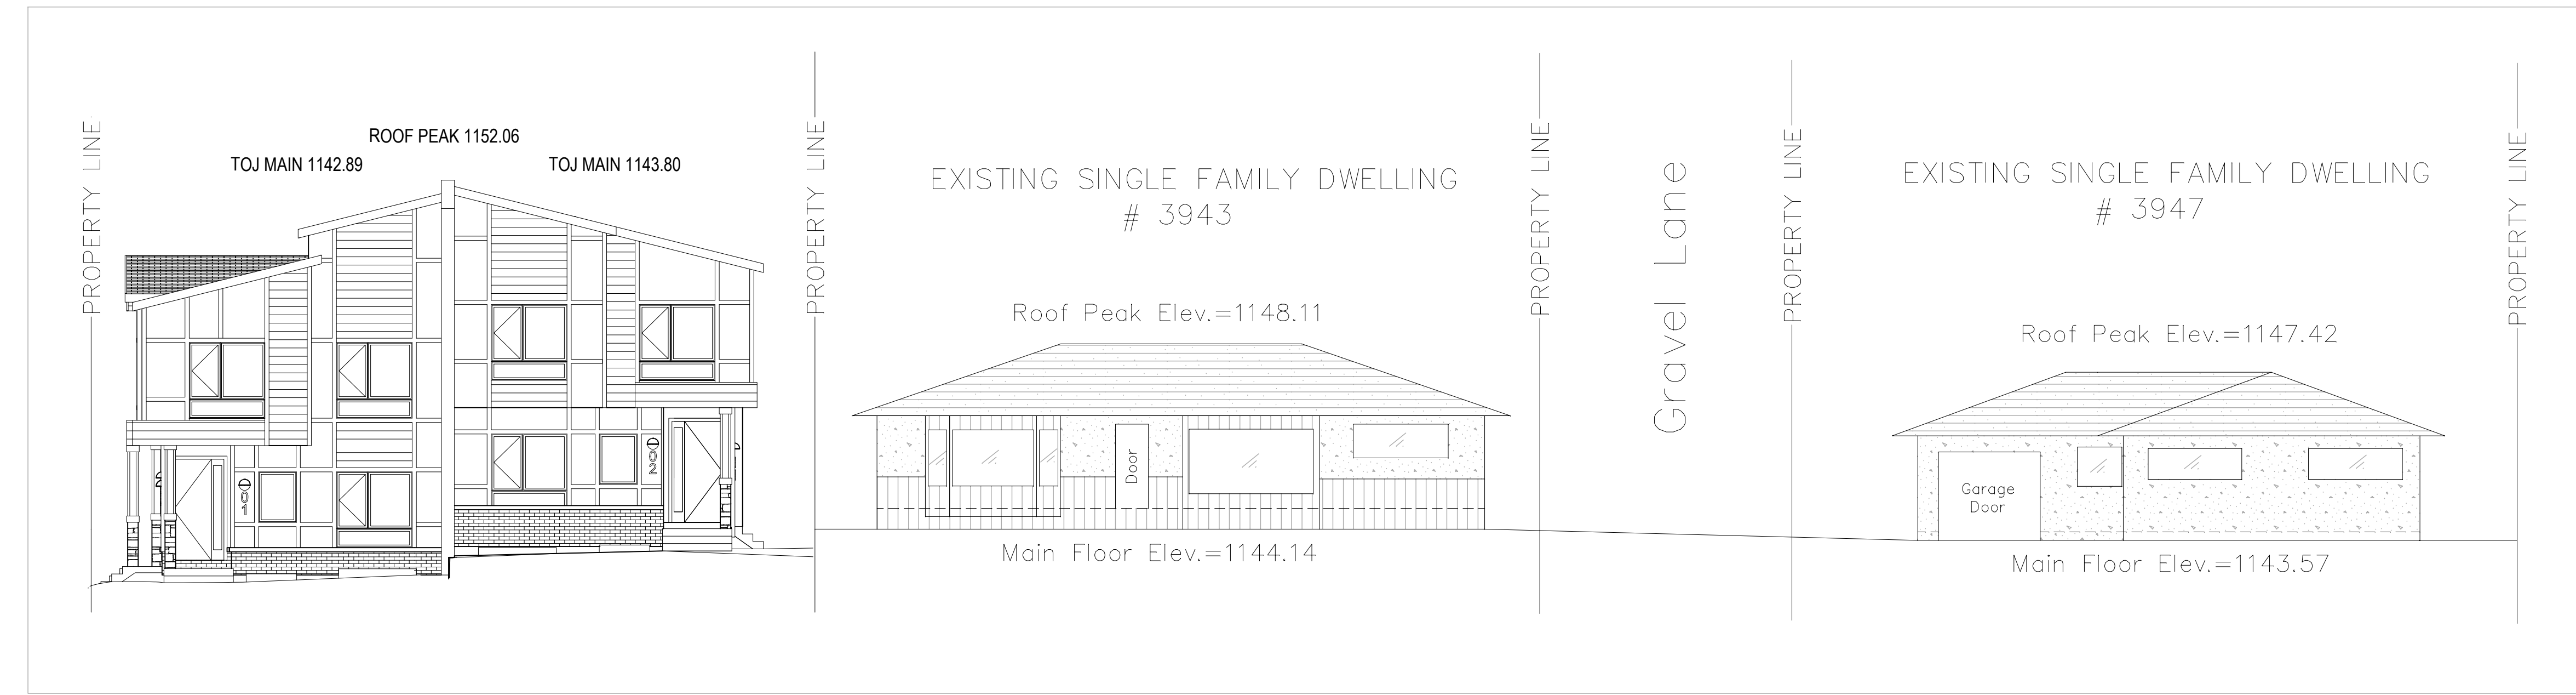 PROPERTY LINE
ROOF PEAK 1152.06
TOJ MAIN 1142.89
TOJ MAIN 1143.80
01
02
PROPERTY LINE
EXISTING SINGLE FAMILY DWELLING
# 3943
Roof Peak Elev.=1148.11
Door
Main Floor Elev.=1144.14
PROPERTY LINE
Gravel Lane
PROPERTY LINE
EXISTING SINGLE FAMILY DWELLING
# 3947
Roof Peak Elev.=1147.42
Garage
Door
Main Floor Elev.=1143.57
PROPERTY LINE